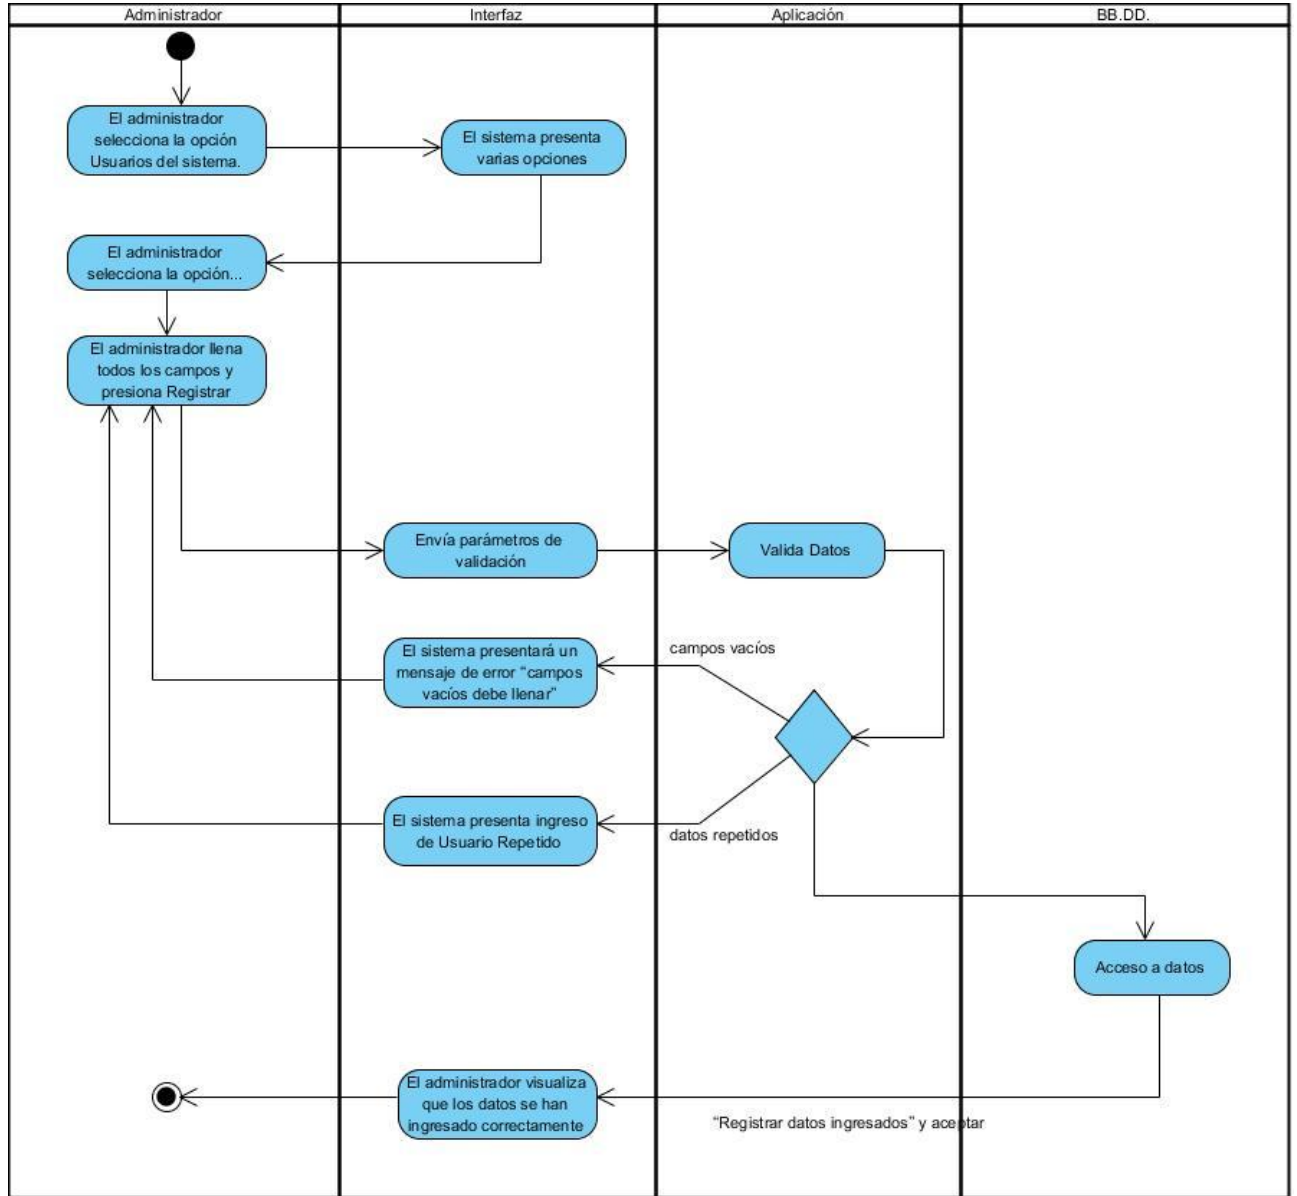 Administrador
Interfaz
Aplicación
BB.DD.
El administrador
selecciona la opción
Usuarios del sistema.
El sistema presenta
varias opciones
El administrador
selecciona la opción...
El administrador llena
todos los campos y
presiona Registrar
Envía parámetros de
validación
Valida Datos
El sistema presentará un
mensaje de error “campos
vacíos debe llenar”
campos vacíos
El sistema presenta ingreso
de Usuario Repetido
datos repetidos
Acceso a datos
El administrador visualiza
que los datos se han
ingresado correctamente
“Registrar datos ingresados” y aceptar